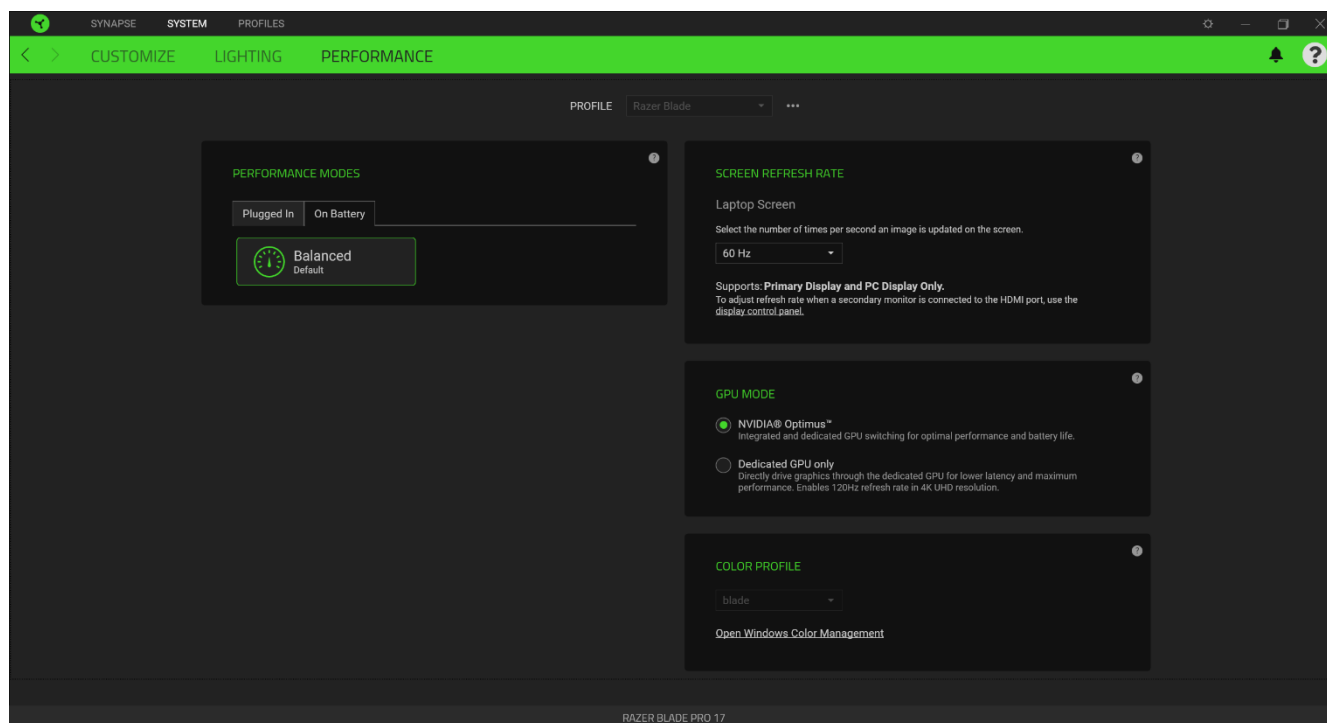 SYNAPSE SYSTEM PROFILES
CUSTOMIZE LIGHTING PERFORMANCE
?
PROFILE Razer Blade
PERFORMANCE MODES
?
Plugged In On Battery
Balanced
Default
SCREEN REFRESH RATE
?
Laptop Screen
Select the number of times per second an image is updated on the screen.
60 Hz
Supports: Primary Display and PC Display Only.
To adjust refresh rate when a secondary monitor is connected to the HDMI port, use the
display control panel.
GPU MODE
?
NVIDIA® Optimus™
Integrated and dedicated GPU switching for optimal performance and battery life.
Dedicated GPU only
Directly drive graphics through the dedicated GPU for lower latency and maximum
performance. Enables 120Hz refresh rate in 4K UHD resolution.
COLOR PROFILE
?
blade
Open Windows Color Management
RAZER BLADE PRO 17